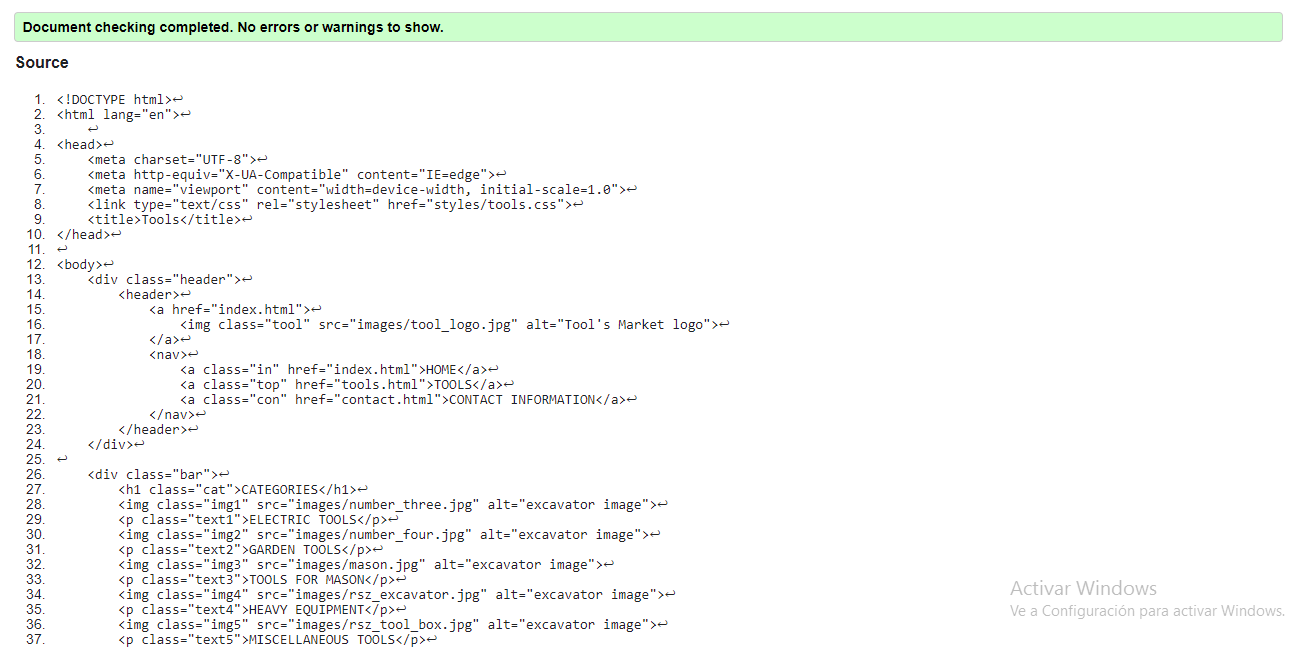 Document checking completed. No errors or warnings to show.
Source
1. <!DOCTYPE html>↩
2. <html lang="en">↩
3.     ↩
4. <head>↩
5.     <meta charset="UTF-8">↩
6.     <meta http-equiv="X-UA-Compatible" content="IE=edge">↩
7.     <meta name="viewport" content="width=device-width, initial-scale=1.0">↩
8.     <link type="text/css" rel="stylesheet" href="styles/tools.css">↩
9.     <title>Tools</title>↩
10. </head>↩
11. ↩
12. <body>↩
13.     <div class="header">↩
14.         <header>↩
15.             <a href="index.html">↩
16.                 <img class="tool" src="images/tool_logo.jpg" alt="Tool's Market logo">↩
17.             </a>↩
18.             <nav>↩
19.                 <a class="in" href="index.html">HOME</a>↩
20.                 <a class="top" href="tools.html">TOOLS</a>↩
21.                 <a class="con" href="contact.html">CONTACT INFORMATION</a>↩
22.             </nav>↩
23.         </header>↩
24.     </div>↩
25. ↩
26.     <div class="bar">↩
27.         <h1 class="cat">CATEGORIES</h1>↩
28.         <img class="img1" src="images/number_three.jpg" alt="excavator image">↩
29.         <p class="text1">ELECTRIC TOOLS</p>↩
30.         <img class="img2" src="images/number_four.jpg" alt="excavator image">↩
31.         <p class="text2">GARDEN TOOLS</p>↩
32.         <img class="img3" src="images/mason.jpg" alt="excavator image">↩
33.         <p class="text3">TOOLS FOR MASON</p>↩
34.         <img class="img4" src="images/rsz_excavator.jpg" alt="excavator image">↩
35.         <p class="text4">HEAVY EQUIPMENT</p>↩
36.         <img class="img5" src="images/rsz_tool_box.jpg" alt="excavator image">↩
37.         <p class="text5">MISCELLANEOUS TOOLS</p>↩
Activar Windows
Ve a Configuración para activar Windows.